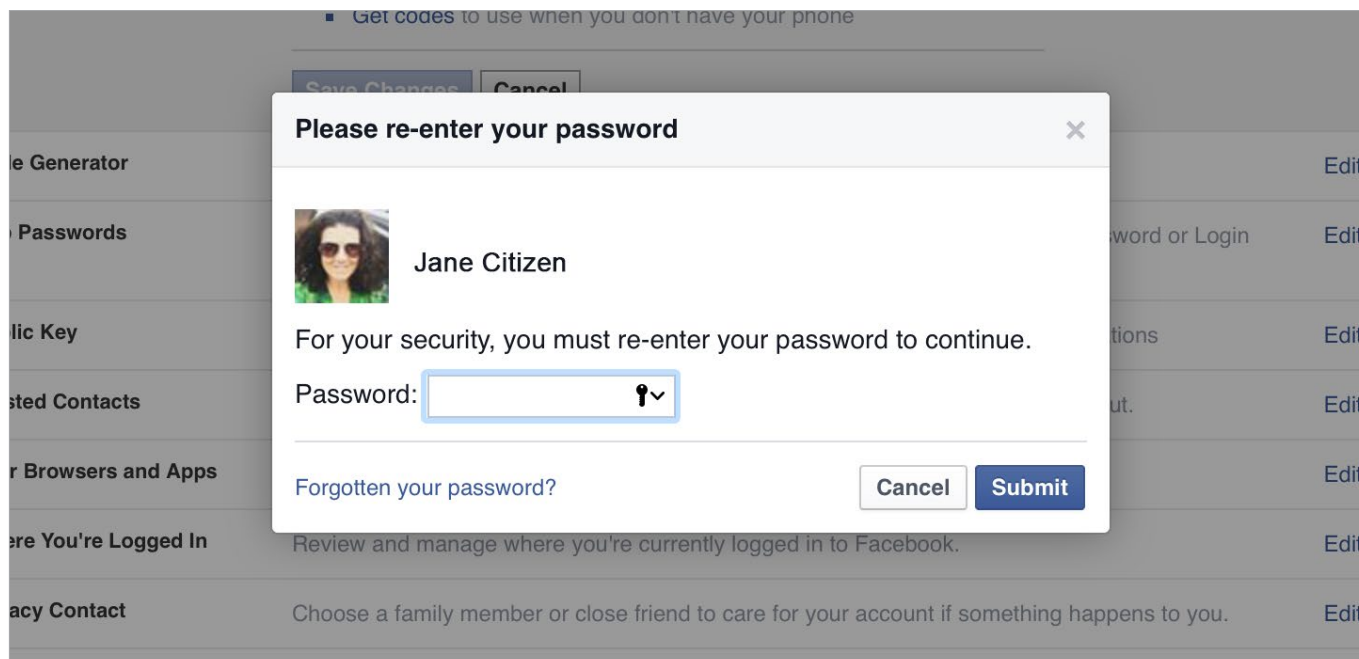 Get codes to use when you don't have your phone
Save Changes Cancel
Please re-enter your password
le Generator Edit
Passwords sword or Login Edit
Jane Citizen
lic Key tions Edit
For your security, you must re-enter your password to continue.
sted Contacts ut. Edit
Password:
r Browsers and Apps Edit
Forgotten your password? Cancel Submit
ere You're Logged In Review and manage where you're currently logged in to Facebook. Edit
acy Contact Choose a family member or close friend to care for your account if something happens to you. Edit